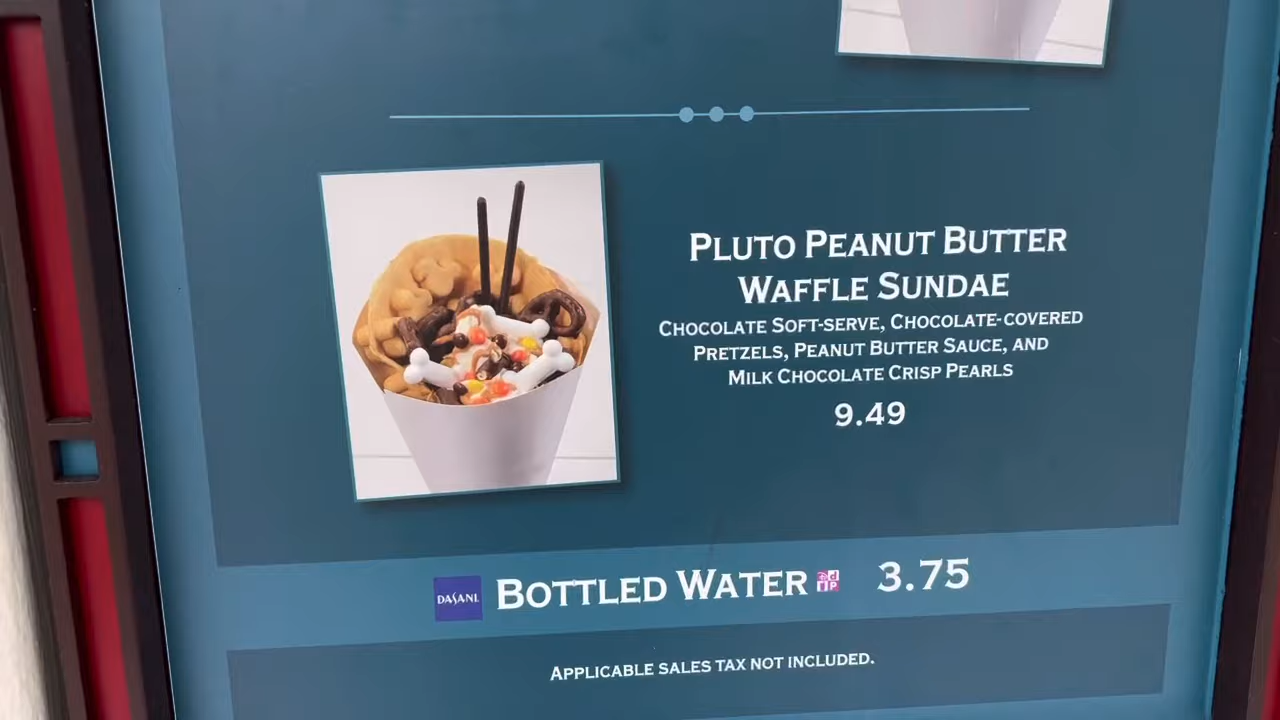 Pluto Peanut Butter
Waffle Sundae
Chocolate Soft-serve, Chocolate-covered
Pretzels, Peanut Butter Sauce, and
Milk Chocolate Crisp Pearls
9.49
DASANI. Bottled Water 3.75
Applicable sales tax not included.